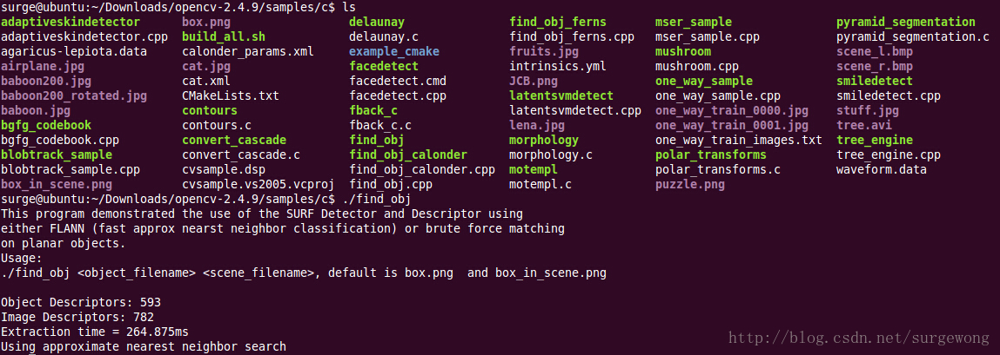 surge@ubuntu:~/Downloads/opencv-2.4.9/samples/c$ ls
adaptiveskindetector box.png delaunay find_obj_ferns mser_sample pyramid_segmentation
adaptiveskindetector.cpp build_all.sh delaunay.c find_obj_ferns.cpp mser_sample.cpp pyramid_segmentation.c
agaricus-lepiota.data calonder_params.xml example_cmake fruits.jpg mushroom scene_l.bmp
airplane.jpg cat.jpg facedetect intrinsics.yml mushroom.cpp scene_r.bmp
baboon200.jpg cat.xml facedetect.cmd JCB.png one_way_sample smiledetect
baboon200_rotated.jpg CMakeLists.txt facedetect.cpp latentsvmdetect one_way_sample.cpp smiledetect.cpp
baboon.jpg contours fback_c latentsvmdetect.cpp one_way_train_0000.jpg stuff.jpg
bgfg_codebook contours.c fback_c.c lena.jpg one_way_train_0001.jpg tree.avi
bgfg_codebook.cpp convert_cascade find_obj morphology one_way_train_images.txt tree_engine
blobtrack_sample convert_cascade.c find_obj_calonder morphology.c polar_transforms tree_engine.cpp
blobtrack_sample.cpp cvsample.dsp find_obj_calonder.cpp motempl polar_transforms.c waveform.data
box_in_scene.png cvsample.vs2005.vcproj find_obj.cpp motempl.c puzzle.png
surge@ubuntu:~/Downloads/opencv-2.4.9/samples/c$ ./find_obj
This program demonstrated the use of the SURF Detector and Descriptor using
either FLANN (fast approx nearst neighbor classification) or brute force matching
on planar objects.
Usage:
./find_obj <object_filename> <scene_filename>, default is box.png  and box_in_scene.png
Object Descriptors: 593
Image Descriptors: 782
Extraction time = 264.875ms
Using approximate nearest neighbor search
http://blog.csdn.net/surgewong